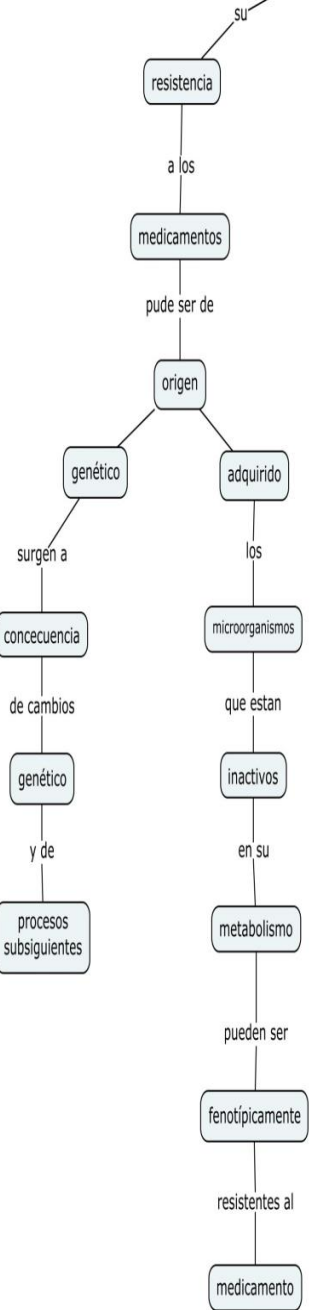 su
resistencia
a los
medicamentos
pude ser de
origen
genético
surgen a
concecuencia
de cambios
genético
y de
procesos
subsiguientes
adquirido
los
microorganismos
que estan
inactivos
en su
metabolismo
pueden ser
fenotípicamente
resistentes al
medicamento